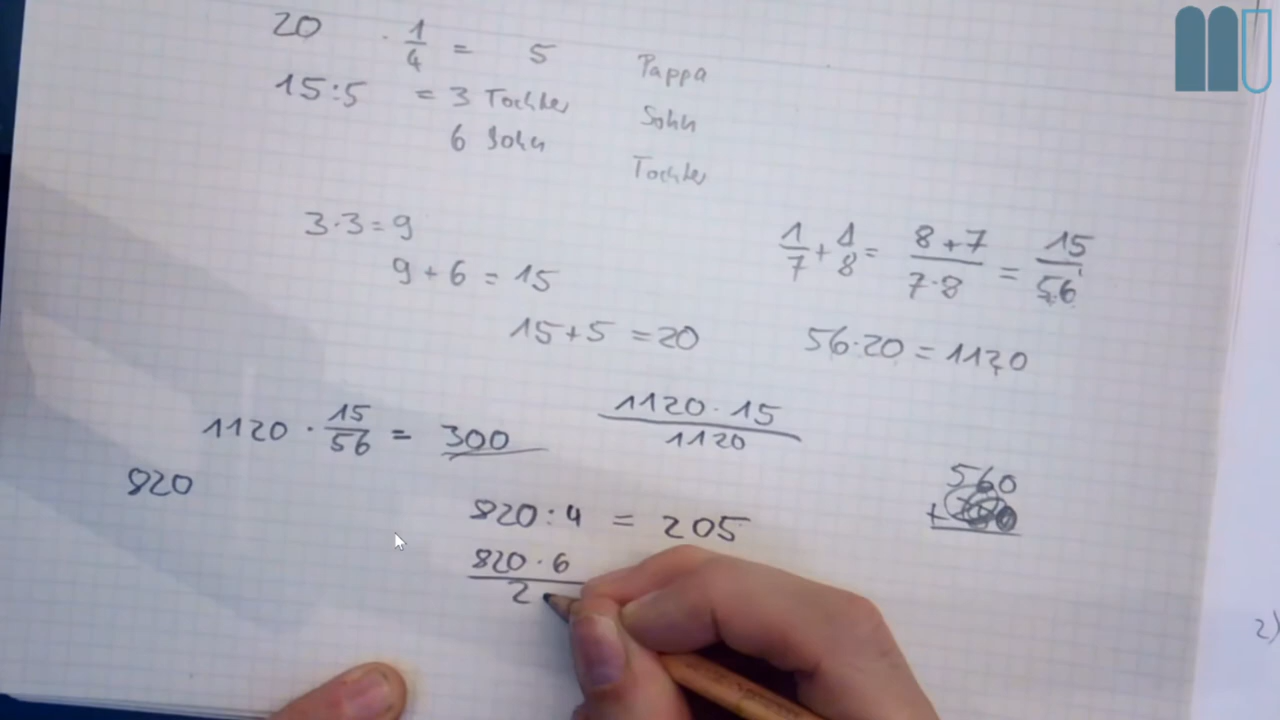 20 · 1/4 = 5 Pappa
15:5 = 3 Tochter Sohn
6 Sohn
Tochter
3·3=9
9+6=15
15+5=20
1/7 + 1/8 = 8+7/7·8 = 15/56
56·20=1120
1120 · 15/56 = 300
1120·15/1120
820
560
+
820:4 = 205
820·6
2
2)